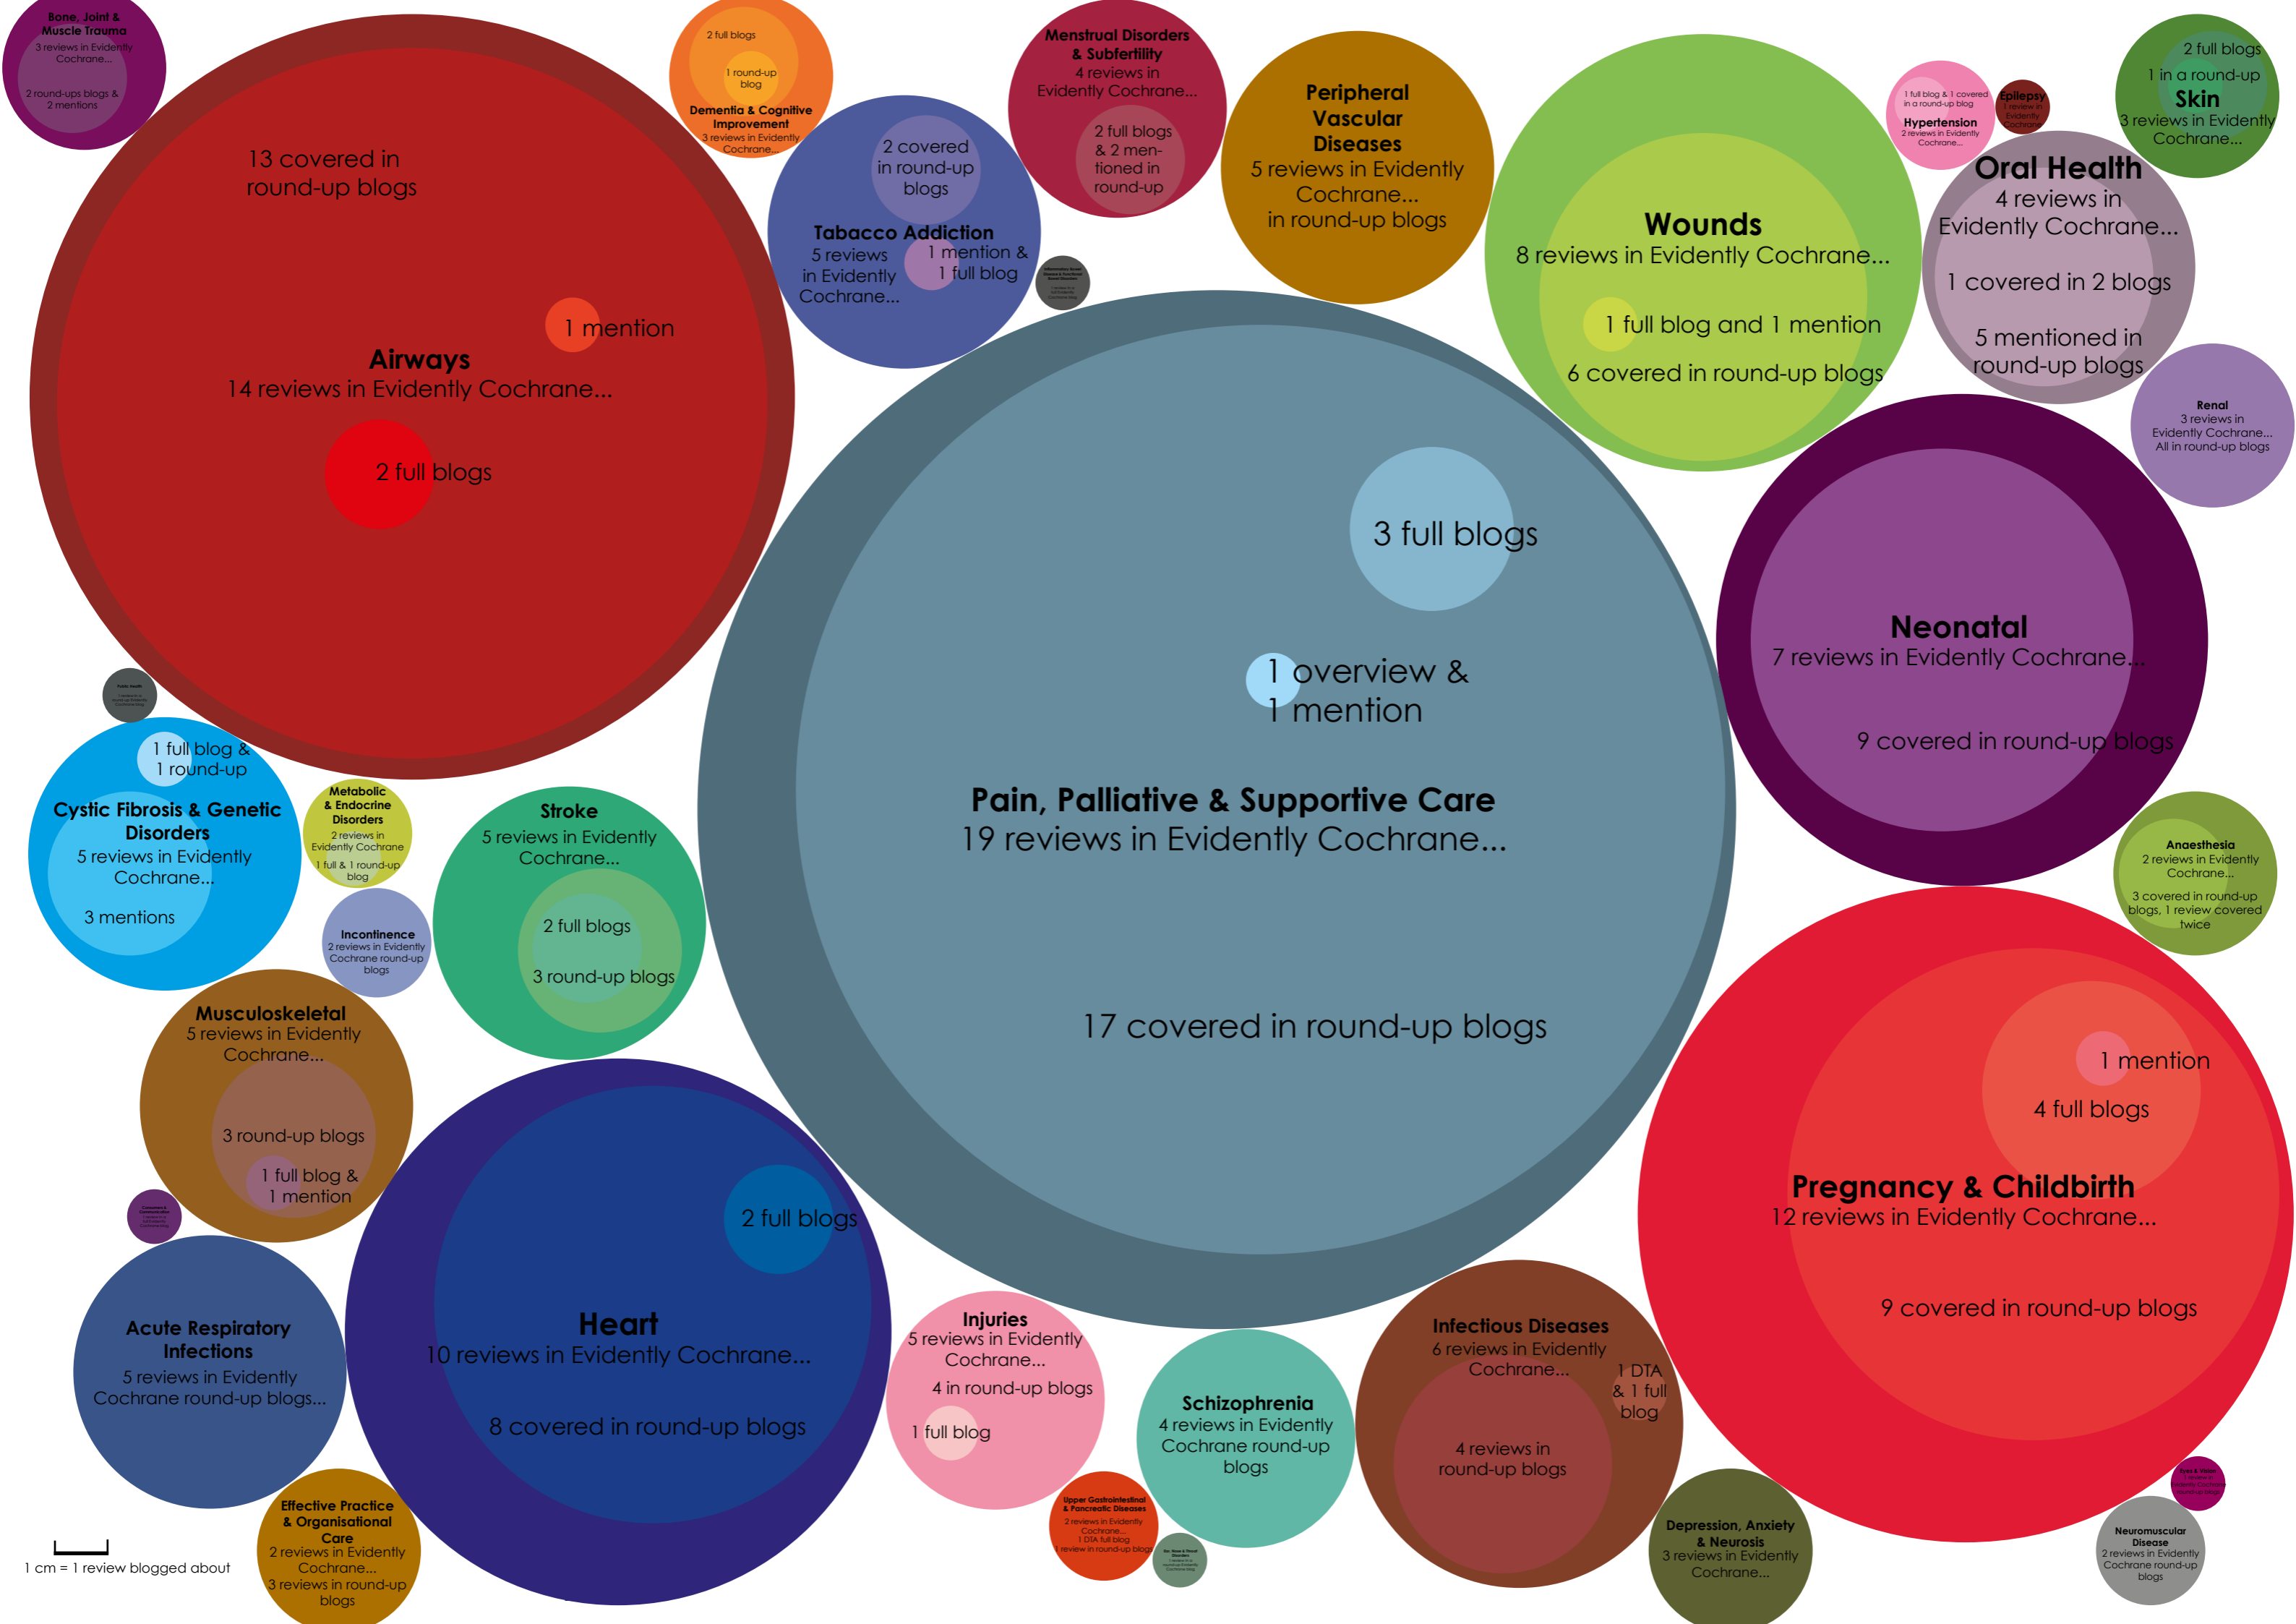 Bone, Joint &
Muscle Trauma
3 reviews in Evidently
Cochrane...
2 round-ups blogs &
2 mentions
13 covered in
round-up blogs
1 mention
Airways
14 reviews in Evidently Cochrane...
2 full blogs
2 full blogs
1 round-up
blog
Dementia & Cognitive
Improvement
3 reviews in Evidently
Cochrane...
2 covered
in round-up
blogs
Tabacco Addiction
5 reviews
in Evidently
Cochrane...
1 mention &
1 full blog
Menstrual Disorders
& Subfertility
4 reviews in
Evidently Cochrane...
2 full blogs
& 2 men-
tioned in
round-up
Peripheral
Vascular
Diseases
5 reviews in Evidently
Cochrane...
in round-up blogs
Wounds
8 reviews in Evidently Cochrane...
1 full blog and 1 mention
6 covered in round-up blogs
1 full blog & 1 covered
in a round-up blog
Hypertension
2 reviews in Evidently
Cochrane...
Epilepsy
1 review in
Evidently
Cochrane
2 full blogs
1 in a round-up
Skin
3 reviews in Evidently
Cochrane...
Oral Health
4 reviews in
Evidently Cochrane...
1 covered in 2 blogs
5 mentioned in
round-up blogs
Renal
3 reviews in
Evidently Cochrane...
All in round-up blogs
3 full blogs
1 overview &
1 mention
Pain, Palliative & Supportive Care
19 reviews in Evidently Cochrane...
17 covered in round-up blogs
Neonatal
7 reviews in Evidently Cochrane...
9 covered in round-up blogs
Public Health
1 full blog &
1 round-up
Cystic Fibrosis & Genetic
Disorders
5 reviews in Evidently
Cochrane...
3 mentions
Metabolic
& Endocrine
Disorders
2 reviews in
Evidently Cochrane
1 full & 1 round-up
blog
Incontinence
2 reviews in Evidently
Cochrane round-up
blogs
Stroke
5 reviews in Evidently
Cochrane...
2 full blogs
3 round-up blogs
Anaesthesia
2 reviews in Evidently
Cochrane...
3 covered in round-up
blogs, 1 review covered
twice
Musculoskeletal
5 reviews in Evidently
Cochrane...
3 round-up blogs
1 full blog &
1 mention
1 mention
4 full blogs
Pregnancy & Childbirth
12 reviews in Evidently Cochrane...
9 covered in round-up blogs
2 full blogs
Heart
10 reviews in Evidently Cochrane...
8 covered in round-up blogs
Acute Respiratory
Infections
5 reviews in Evidently
Cochrane round-up blogs...
Injuries
5 reviews in Evidently
Cochrane...
4 in round-up blogs
1 full blog
Schizophrenia
4 reviews in Evidently
Cochrane round-up
blogs
Infectious Diseases
6 reviews in Evidently
Cochrane...
1 DTA
& 1 full
blog
4 reviews in
round-up blogs
Effective Practice
& Organisational
Care
2 reviews in Evidently
Cochrane...
3 reviews in round-up
blogs
Upper Gastrointestinal
& Pancreatic Diseases
2 reviews in Evidently
Cochrane...
1 DTA full blog
1 review in round-up blogs
Depression, Anxiety
& Neurosis
3 reviews in Evidently
Cochrane...
Neuromuscular
Disease
2 reviews in Evidently
Cochrane round-up
blogs
1 cm = 1 review blogged about